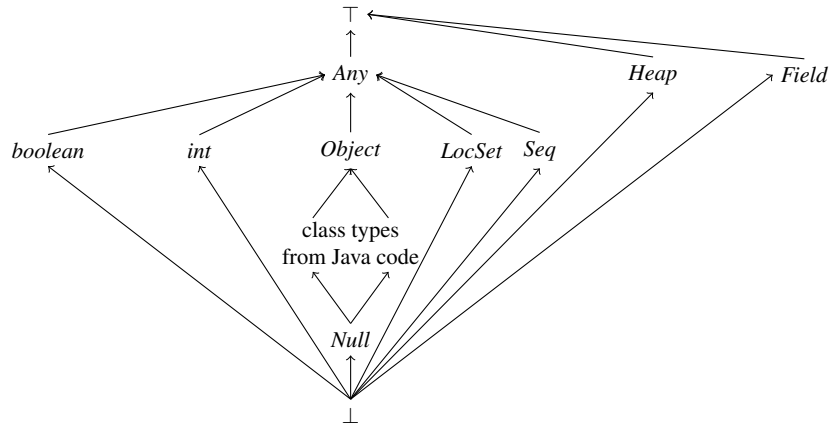 ⊤
Any
Heap
Field
boolean
int
Object
LocSet
Seq
class types
from Java code
Null
⊥